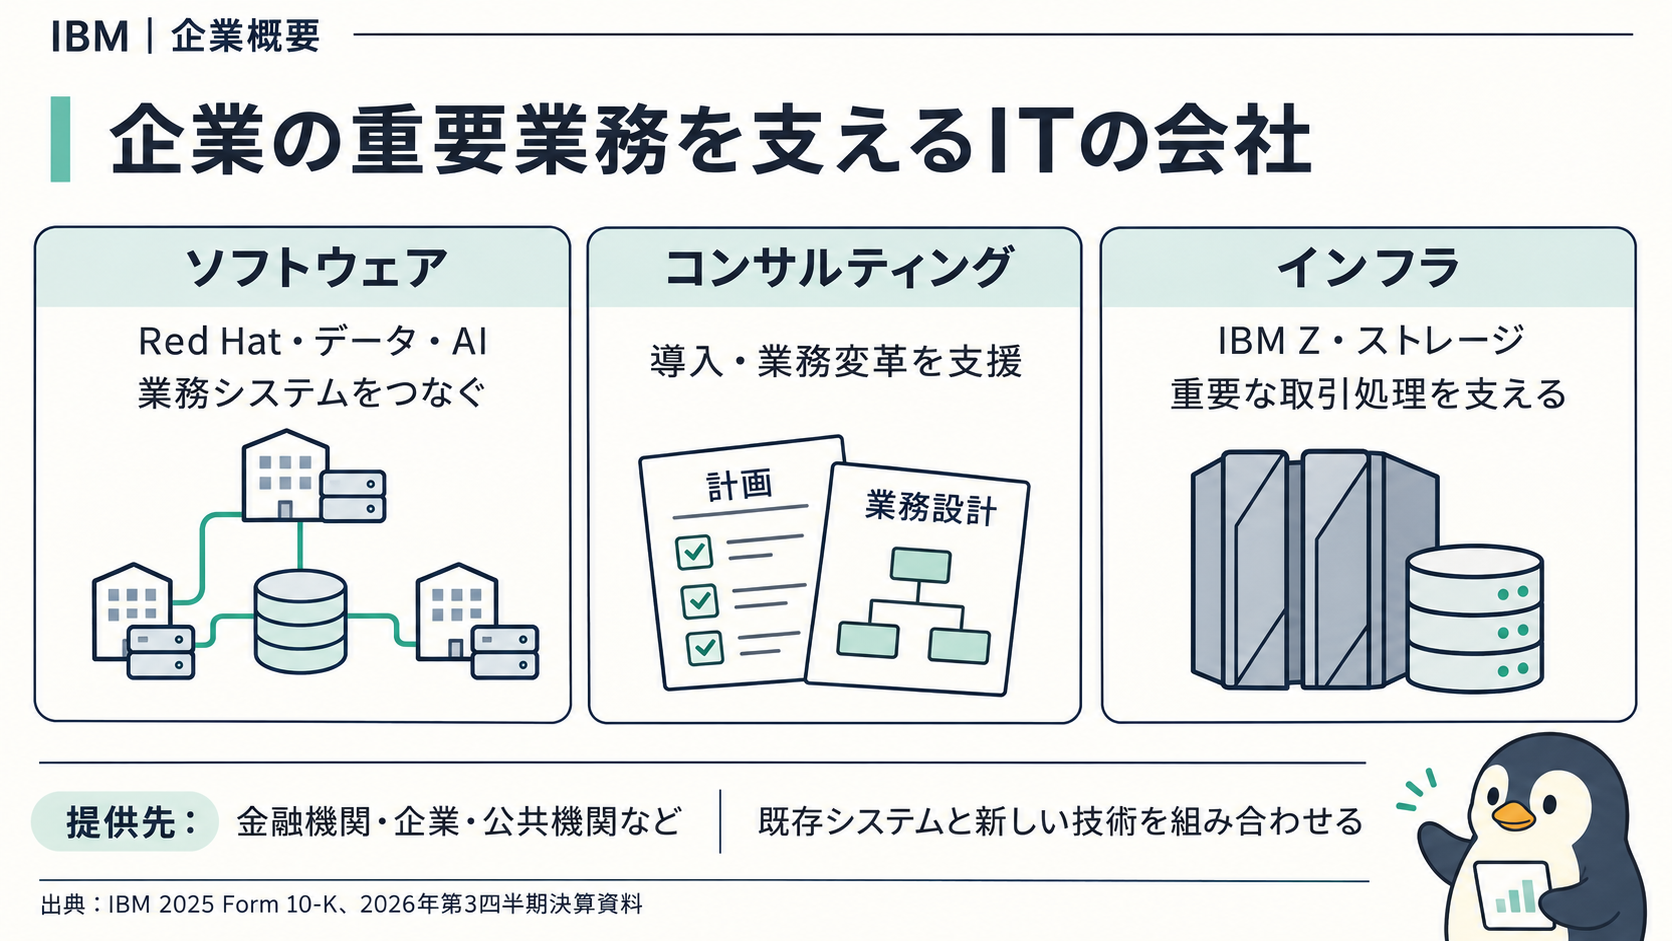 IBM｜企業概要
企業の重要業務を支えるITの会社
ソフトウェア
Red Hat・データ・AI
業務システムをつなぐ
コンサルティング
導入・業務変革を支援
計画
業務設計
インフラ
IBM Z・ストレージ
重要な取引処理を支える
提供先：金融機関・企業・公共機関など｜既存システムと新しい技術を組み合わせる
出典：IBM 2025 Form 10-K、2026年第3四半期決算資料